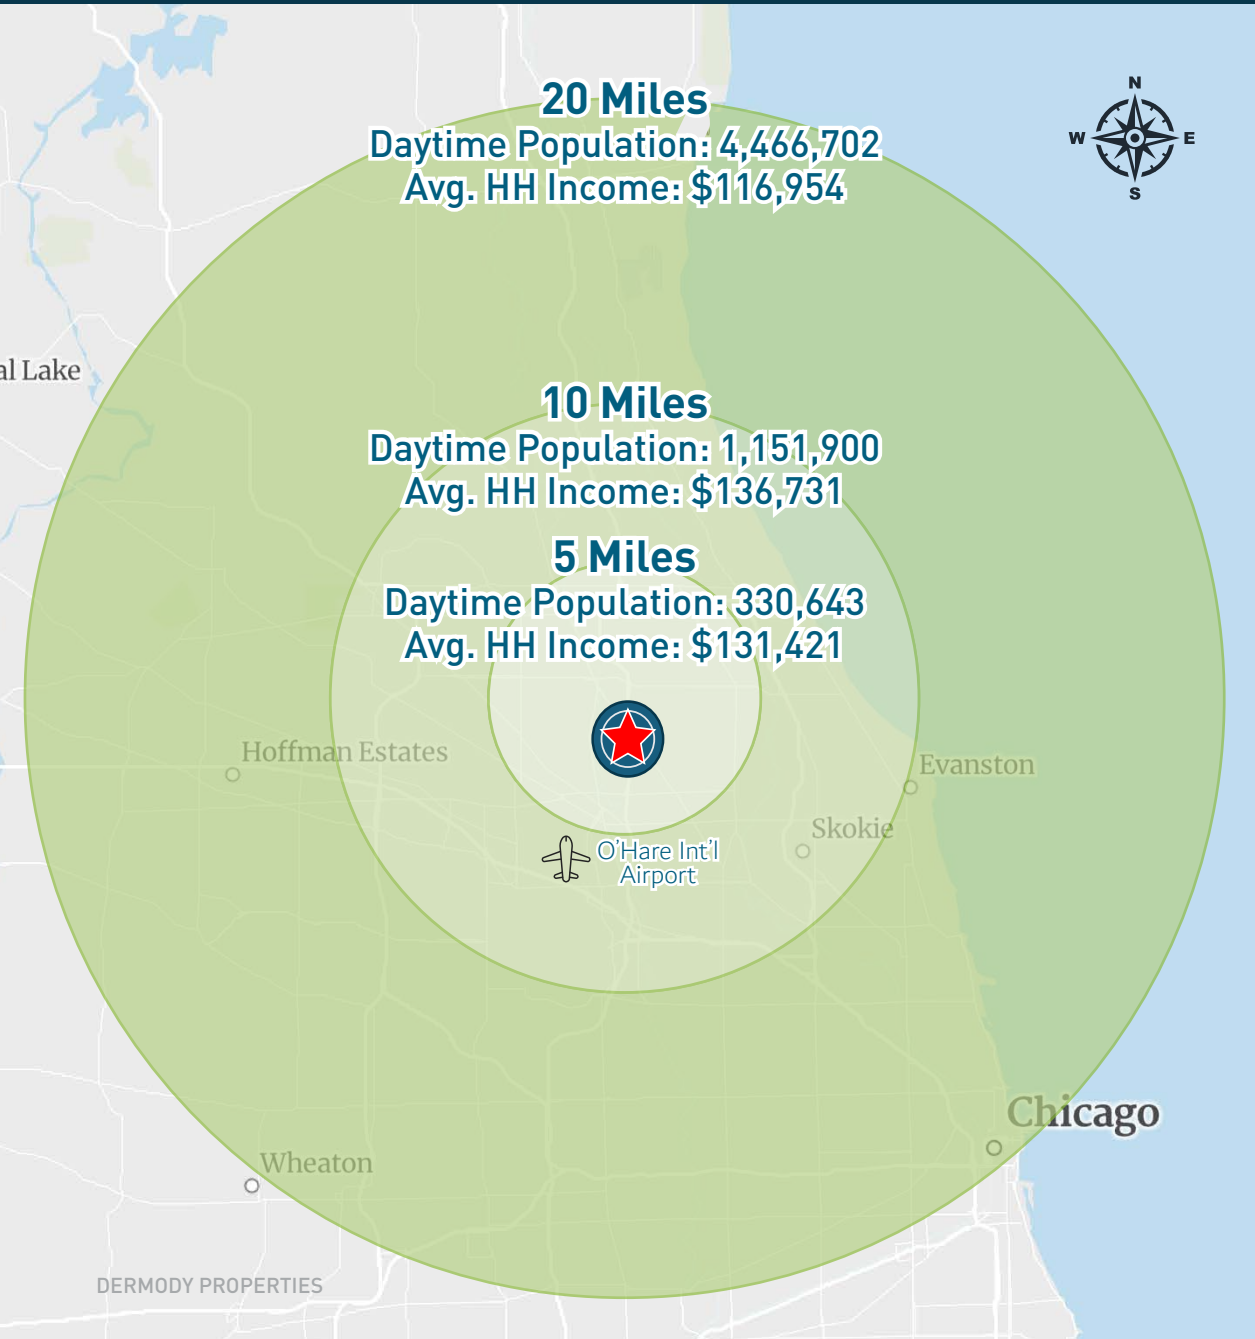 20 Miles
Daytime Population: 4,466,702
Avg. HH Income: $116,954
N
W
E
S
al Lake
10 Miles
Daytime Population: 1,151,900
Avg. HH Income: $136,731
5 Miles
Daytime Population: 330,643
Avg. HH Income: $131,421
Hoffman Estates
Evanston
Skokie
O'Hare Int'l
Airport
Chicago
Wheaton
DERMODY PROPERTIES